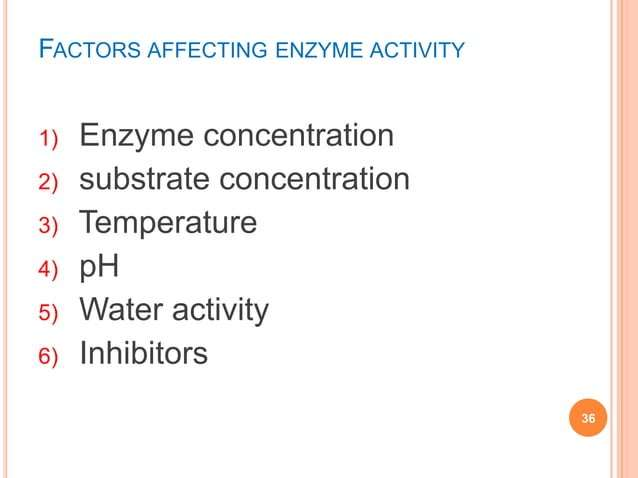 FACTORS AFFECTING ENZYME ACTIVITY
1) Enzyme concentration
2) substrate concentration
3) Temperature
4) pH
5) Water activity
6) Inhibitors
36